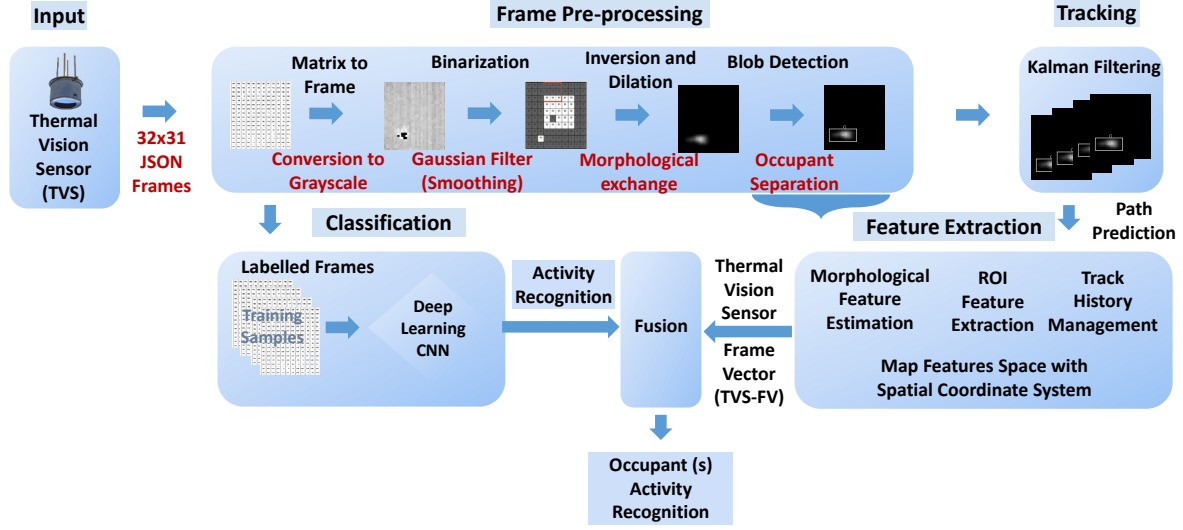 Input
Frame Pre-processing
Tracking
Thermal
Vision
Sensor
(TVS)
32x31
JSON
Frames
Matrix to
Frame
Binarization
Inversion and
Dilation
Blob Detection
Conversion to
Grayscale
Gaussian Filter
(Smoothing)
Morphological
exchange
Occupant
Separation
Kalman Filtering
Classification
Feature Extraction
Path
Prediction
Labelled Frames
Training
Samples
Deep
Learning
CNN
Activity
Recognition
Fusion
Thermal
Vision
Sensor
Frame
Vector
(TVS-FV)
Morphological
Feature
Estimation
ROI
Feature
Extraction
Track
History
Management
Map Features Space with
Spatial Coordinate System
Occupant (s)
Activity
Recognition